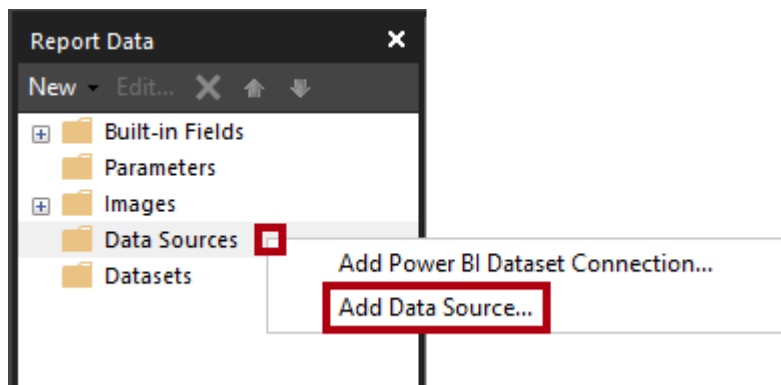 Report Data
New Edit...
Built-in Fields
Parameters
Images
Data Sources
Datasets
Add Power BI Dataset Connection...
Add Data Source...